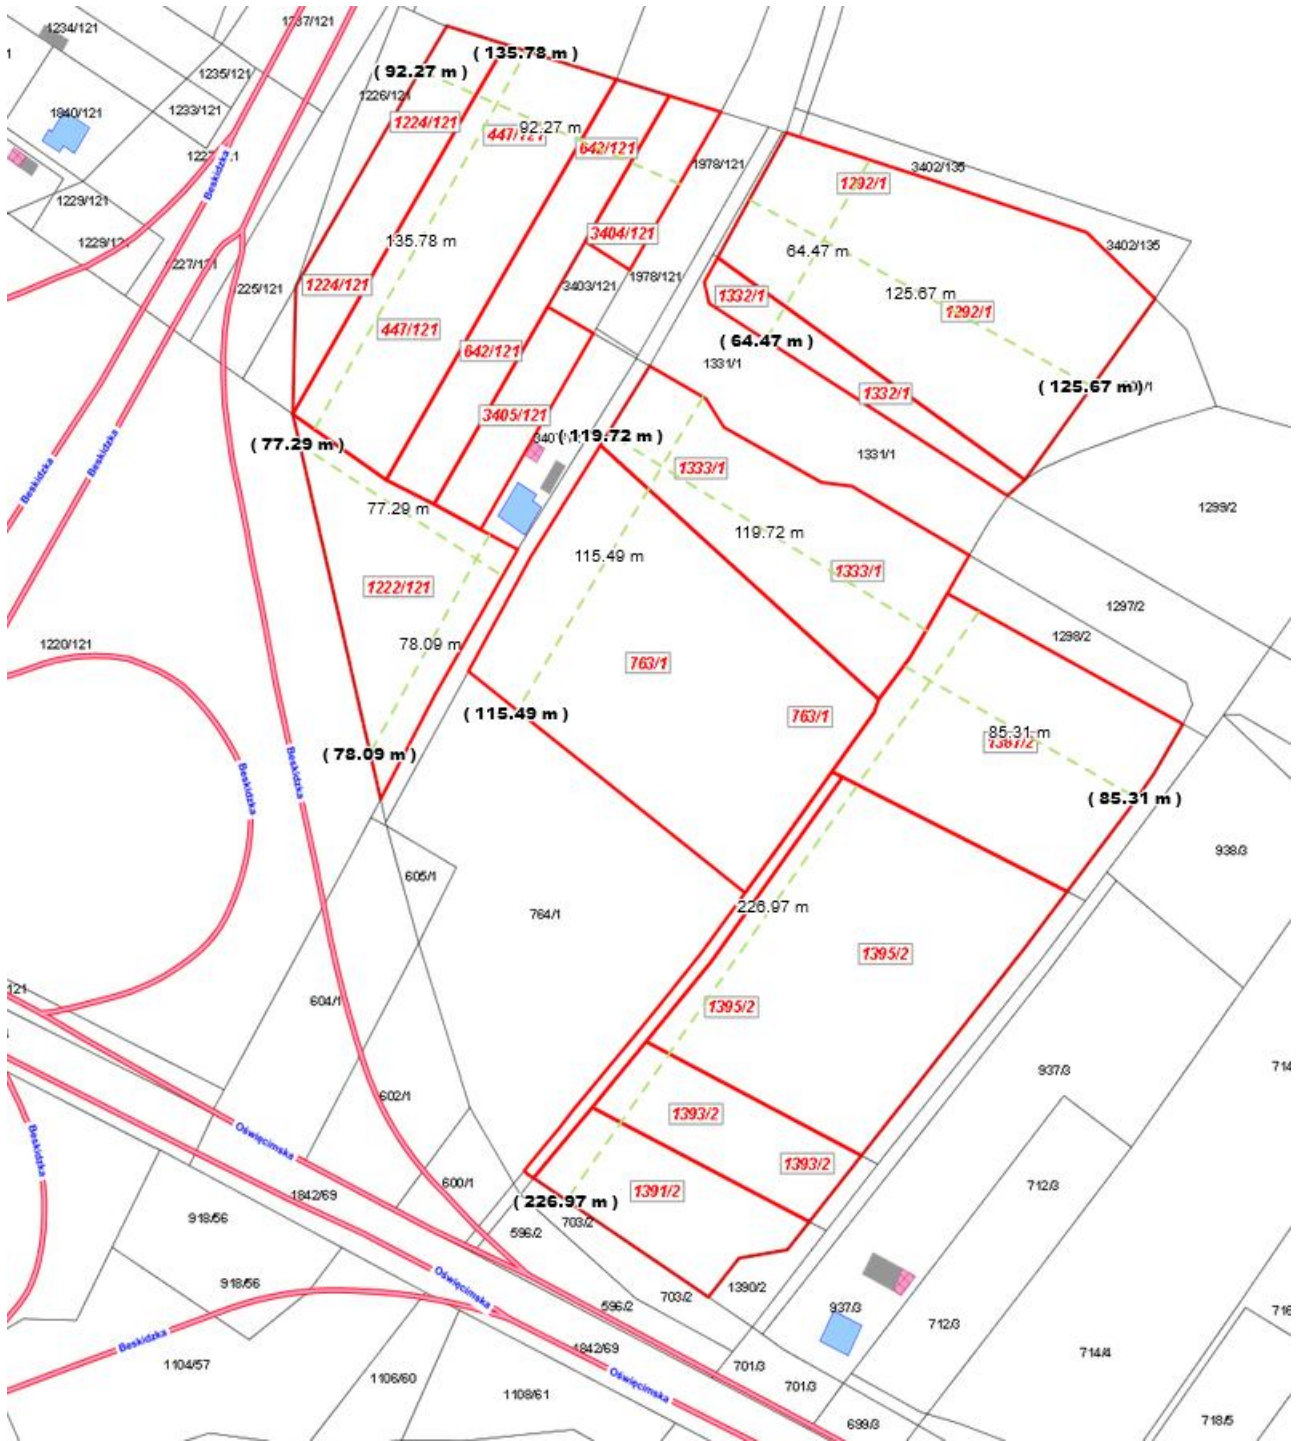 1234/121
1237/121
( 135.78 m )
( 92.27 m )
1235/121
1226/121
1233/121
1840/121
1224/121
92.27 m
642/121
1978/121
3402/135
Beskidzka
1292/1
1229/121
3404/121
1229/121
135.78 m
3402/135
64.47 m
1978/121
1224/121
3403/121
1332/1
125.67 m
1292/1
447/121
( 64.47 m )
642/121
1331/1
( 125.67 m )
1332/1
3405/121
( 77.29 m )
( 119.72 m )
1331/1
1333/1
Beskidzka
Beskidzka
77.29 m
1299/2
119.72 m
115.49 m
1333/1
1222/121
1297/2
1298/2
1220/121
78.09 m
763/1
( 115.49 m )
763/1
85.31 m
( 78.09 m )
Beskidzka
Beskidzka
( 85.31 m )
938/3
605/1
764/1
226.97 m
1395/2
121
604/1
1395/2
937/3
714
602/1
1393/2
Beskidzka
Oświęcimska
1393/2
600/1
1391/2
712/3
1842/69
( 226.97 m )
918/56
596/2
703/2
918/56
Oświęcimska
703/2
1390/2
596/2
937/3
716
712/3
Beskidzka
1842/69
714/4
1104/57
1106/60
Oświęcimska
701/3
701/3
1108/61
699/3
718/5